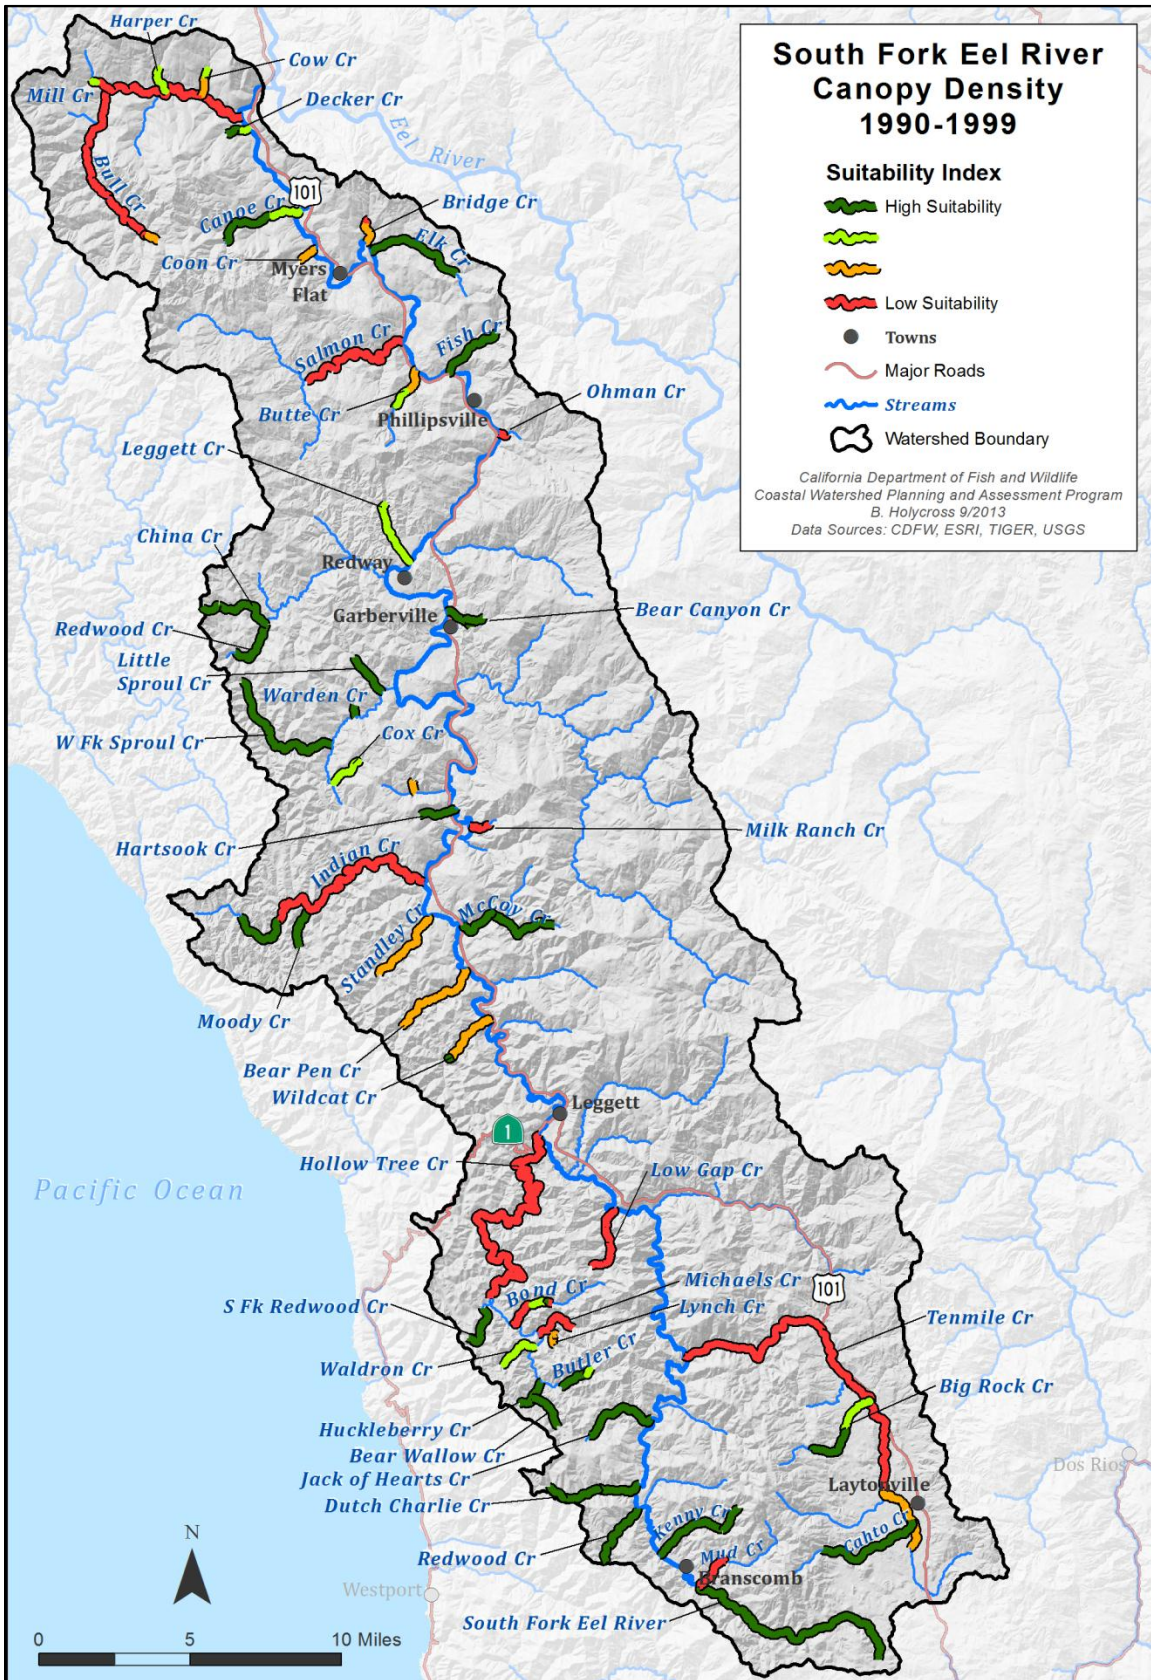 South Fork Eel River
Canopy Density
1990-1999
Suitability Index
High Suitability
Low Suitability
Towns
Major Roads
Streams
Watershed Boundary
California Department of Fish and Wildlife
Coastal Watershed Planning and Assessment Program
B. Holycross 9/2013
Data Sources: CDFW, ESRI, TIGER, USGS
Harper Cr
Cow Cr
Mill Cr
Decker Cr
Eel River
Bull Cr
101
Canoe Cr
Bridge Cr
Elk Cr
Coon Cr
Myers
Flat
Salmon Cr
Fish Cr
Butte Cr
Phillipsville
Ohman Cr
Leggett Cr
China Cr
Redway
Garberville
Bear Canyon Cr
Redwood Cr
Little
Sproul Cr
Warden Cr
W Fk Sproul Cr
Cox Cr
Hartsook Cr
Milk Ranch Cr
Indian Cr
McCoy Cr
Standley Cr
Moody Cr
Bear Pen Cr
Wildcat Cr
Leggett
1
Hollow Tree Cr
Low Gap Cr
Pacific Ocean
Michaels Cr
Bond Cr
101
S Fk Redwood Cr
Lynch Cr
Tenmile Cr
Waldron Cr
Butler Cr
Big Rock Cr
Huckleberry Cr
Bear Wallow Cr
Jack of Hearts Cr
Dutch Charlie Cr
Laytonville
Dos Rios
Kenny Cr
Cahto Cr
Mud Cr
Redwood Cr
Branscomb
Westport
South Fork Eel River
N
0 5 10 Miles